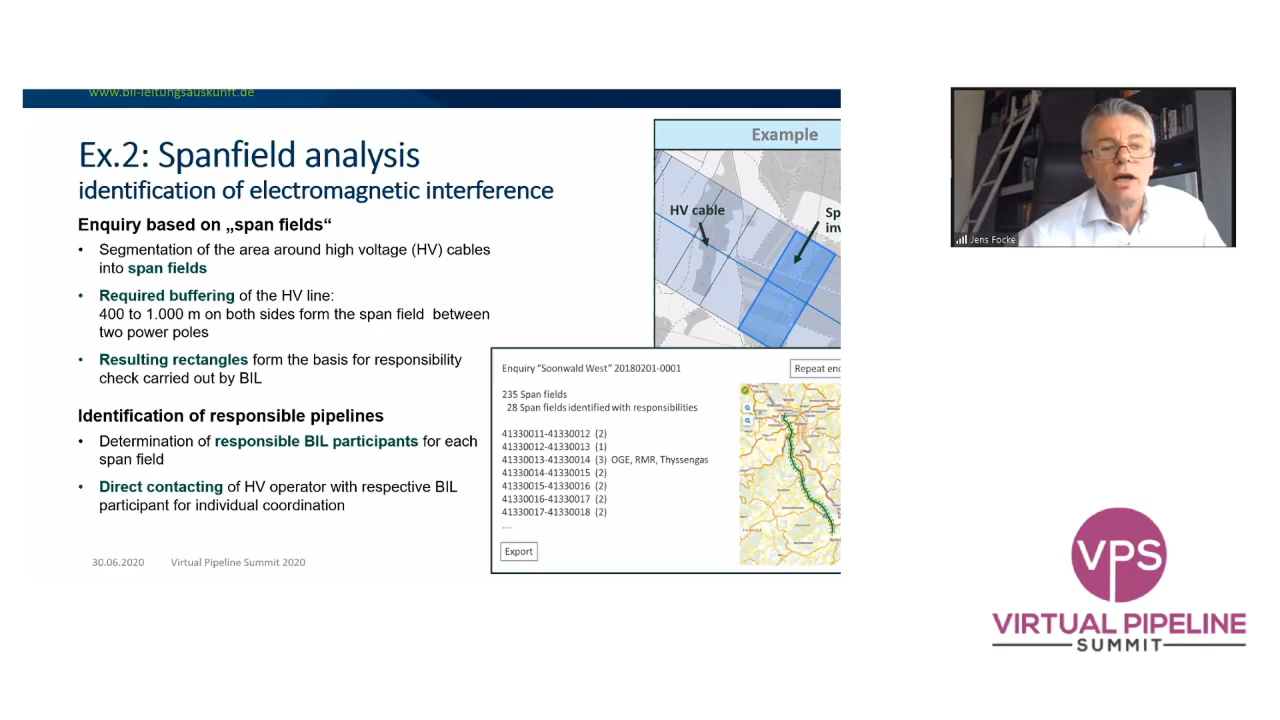 www.bil-leitungsauskunft.de
Ex.2: Spanfield analysis
identification of electromagnetic interference
Enquiry based on „span fields“
• Segmentation of the area around high voltage (HV) cables
into span fields
• Required buffering of the HV line:
400 to 1.000 m on both sides form the span field between
two power poles
• Resulting rectangles form the basis for responsibility
check carried out by BIL
Identification of responsible pipelines
• Determination of responsible BIL participants for each
span field
• Direct contacting of HV operator with respective BIL
participant for individual coordination
30.06.2020 Virtual Pipeline Summit 2020
Example
HV cable
Sp
inv
Enquiry "Soonwald West" 20180201-0001
Repeat enq
235 Span fields
28 Span fields identified with responsibilities
41330011-41330012 (2)
41330012-41330013 (1)
41330013-41330014 (3) OGE, RMR, Thyssengas
41330014-41330015 (2)
41330015-41330016 (2)
41330016-41330017 (2)
41330017-41330018 (2)
....
Export
Jens Focke
VPS
VIRTUAL PIPELINE
SUMMIT